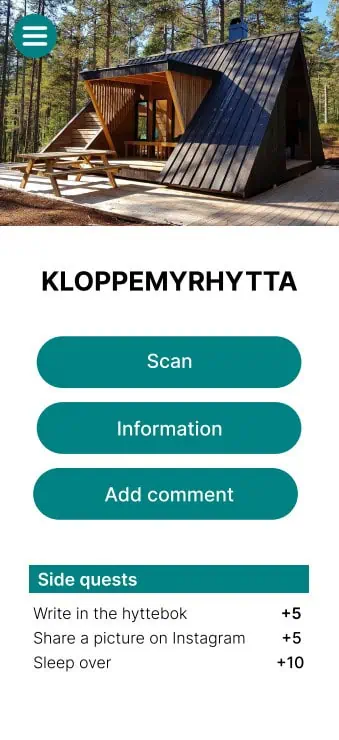 KLOPPEMYRHYTTA
Scan
Information
Add comment
Side quests
Write in the hyttebok +5
Share a picture on Instagram +5
Sleep over +10